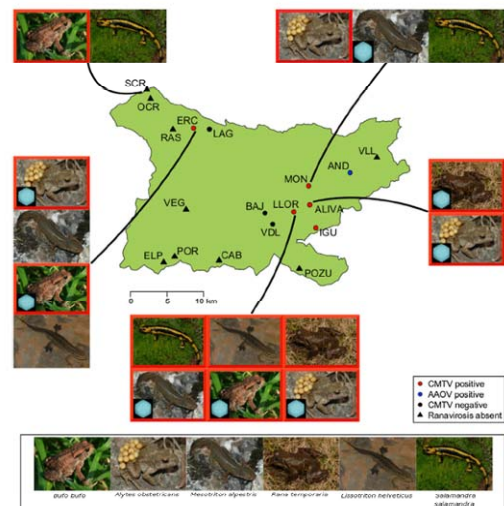 SCR
OCR
ERC
RAS
LAG
VLL
AND
MON
VEG
BAJ
LLOR
ALIVA
VDL
IGU
ELP
POR
CAB
POZU
0 5 10 km
CMTV positive
AAOV positive
CMTV negative
Ranavirosis absent
Bufo bufo
Alytes obstetricans
Mesotriton alpestris
Rana temporaria
Lissotriton helveticus
Salamandra
salamandra